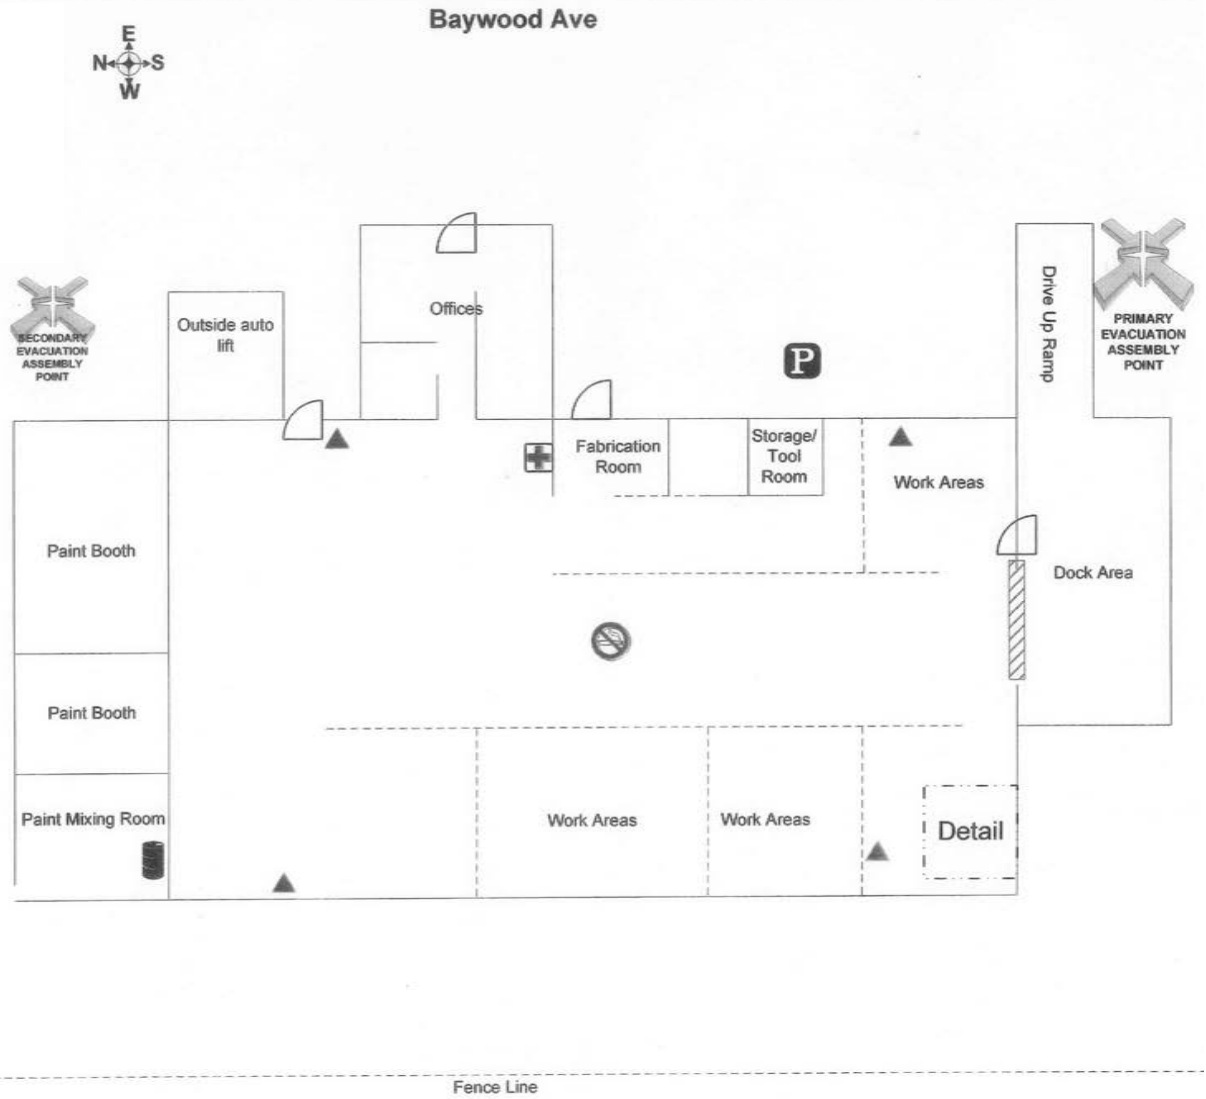 Baywood Ave
E
N S
W
Offices
Outside auto
lift
SECONDARY
EVACUATION
ASSEMBLY
POINT
Drive Up Ramp
PRIMARY
EVACUATION
ASSEMBLY
POINT
P
Fabrication
Room
Storage/
Tool
Room
Work Areas
Paint Booth
Dock Area
Paint Booth
Paint Mixing Room
Work Areas
Work Areas
Detail
Fence Line